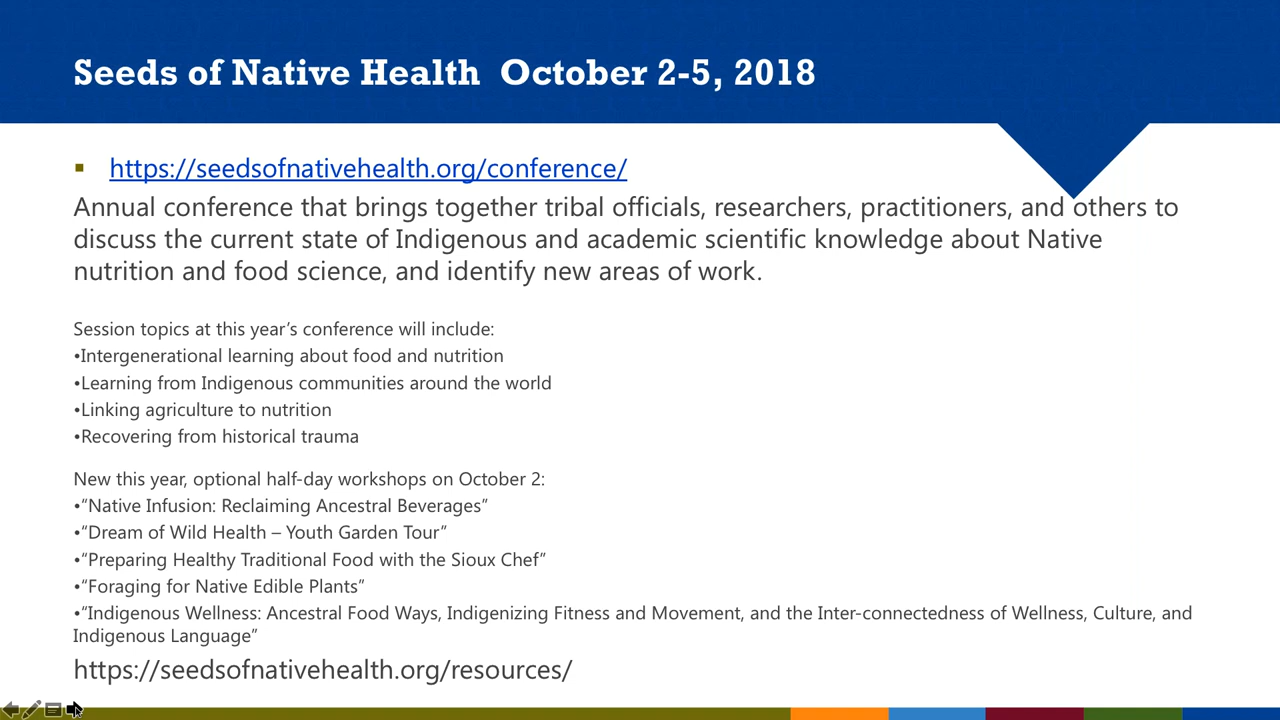 Seeds of Native Health  October 2-5, 2018
▪ https://seedsofnativehealth.org/conference/
Annual conference that brings together tribal officials, researchers, practitioners, and others to
discuss the current state of Indigenous and academic scientific knowledge about Native
nutrition and food science, and identify new areas of work.
Session topics at this year’s conference will include:
•Intergenerational learning about food and nutrition
•Learning from Indigenous communities around the world
•Linking agriculture to nutrition
•Recovering from historical trauma
New this year, optional half-day workshops on October 2:
•“Native Infusion: Reclaiming Ancestral Beverages”
•“Dream of Wild Health – Youth Garden Tour”
•“Preparing Healthy Traditional Food with the Sioux Chef”
•“Foraging for Native Edible Plants”
•“Indigenous Wellness: Ancestral Food Ways, Indigenizing Fitness and Movement, and the Inter-connectedness of Wellness, Culture, and
Indigenous Language”
https://seedsofnativehealth.org/resources/